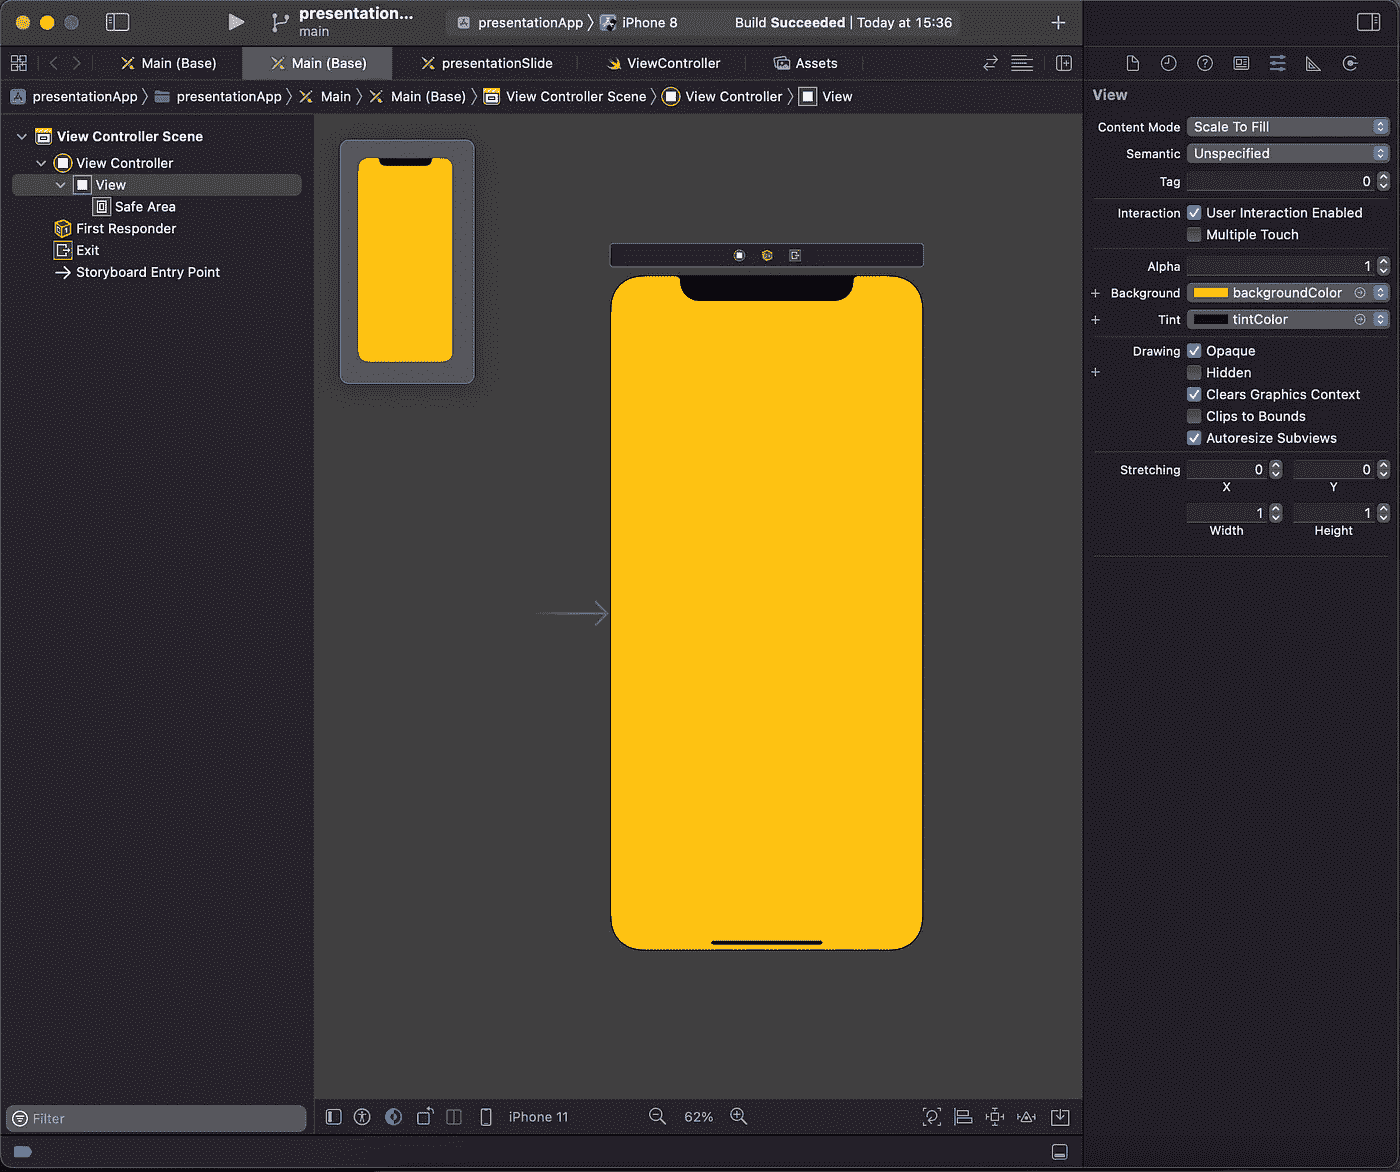 presentation...
main
presentationApp 〉 iPhone 8
Build Succeeded | Today at 15:36
Main (Base)
Main (Base)
presentationSlide
ViewController
Assets
presentationApp 〉 presentationApp 〉 Main 〉 Main (Base) 〉 View Controller Scene 〉 View Controller 〉 View
View Controller Scene
View Controller
View
Safe Area
First Responder
Exit
Storyboard Entry Point
Filter
iPhone 11
62%
View
Content Mode Scale To Fill
Semantic Unspecified
Tag 0
Interaction User Interaction Enabled
Multiple Touch
Alpha 1
Background backgroundColor
Tint tintColor
Drawing Opaque
Hidden
Clears Graphics Context
Clips to Bounds
Autoresize Subviews
Stretching 0 0
X Y
1 1
Width Height